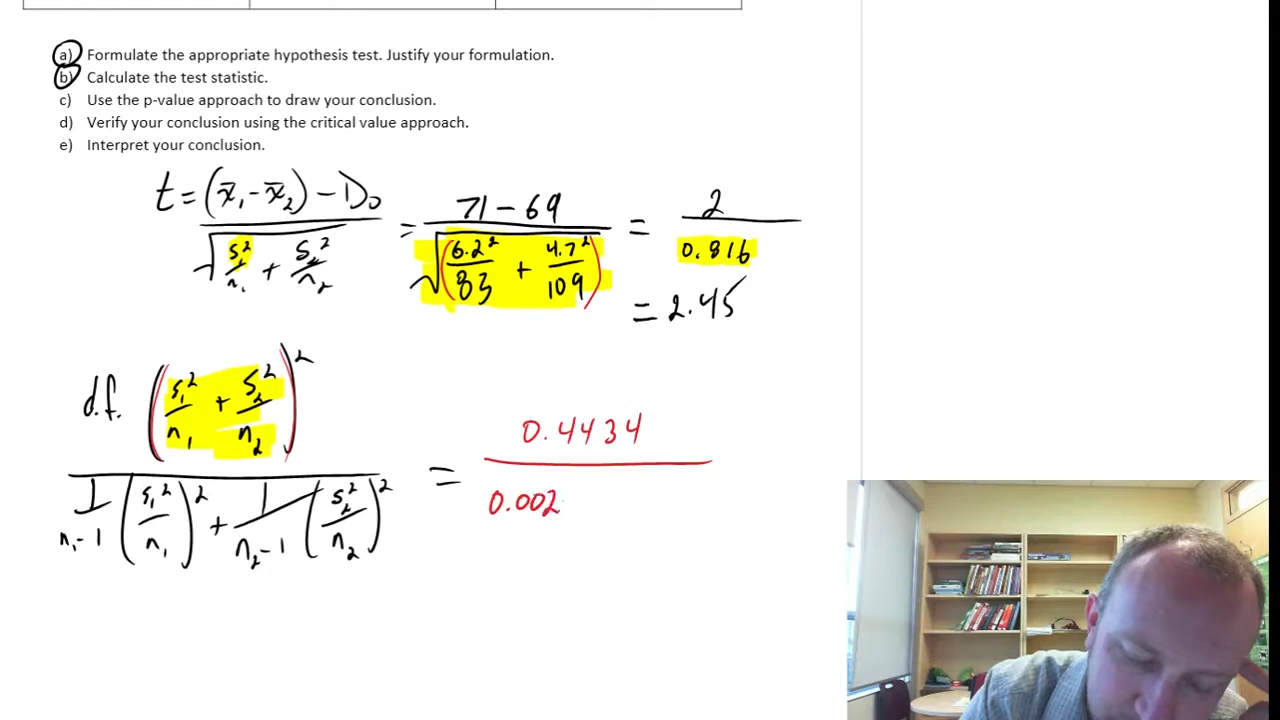 a) Formulate the appropriate hypothesis test. Justify your formulation.
b) Calculate the test statistic.
c) Use the p-value approach to draw your conclusion.
d) Verify your conclusion using the critical value approach.
e) Interpret your conclusion.
t = (x̄₁ - x̄₂) - D₀ / √(s₁²/n₁ + s₂²/n₂) = 71 - 69 / √(6.2²/83 + 4.7²/109) = 2 / 0.816
= 2.45
d.f. (s₁²/n₁ + s₂²/n₂)² / 1/n₁-1 (s₁²/n₁)² + 1/n₂-1 (s₂²/n₂)² = 0.4434 / 0.002